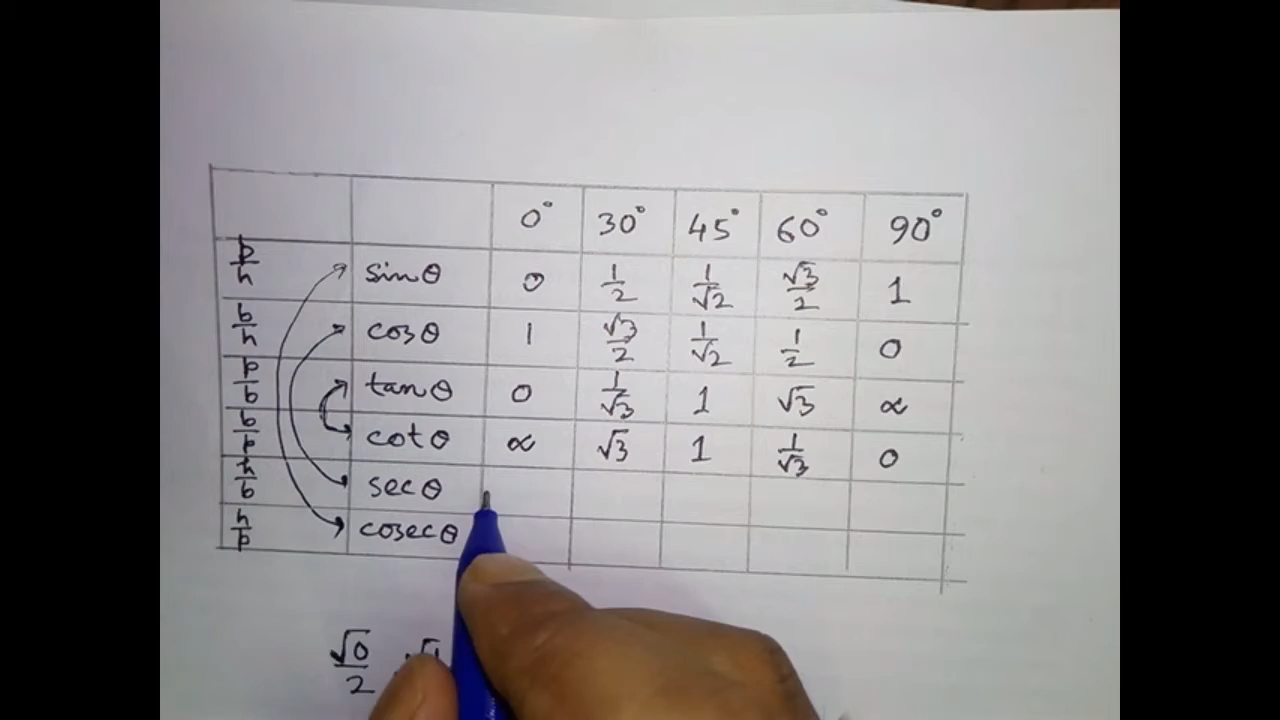 0° 30° 45° 60° 90°
p/h sinθ 0 1/2 1/√2 √3/2 1
b/h cosθ 1 √3/2 1/√2 1/2 0
p/b tanθ 0 1/√3 1 √3 ∝
b/p cotθ ∝ √3 1 1/√3 0
h/b secθ
h/p cosecθ
√0/2